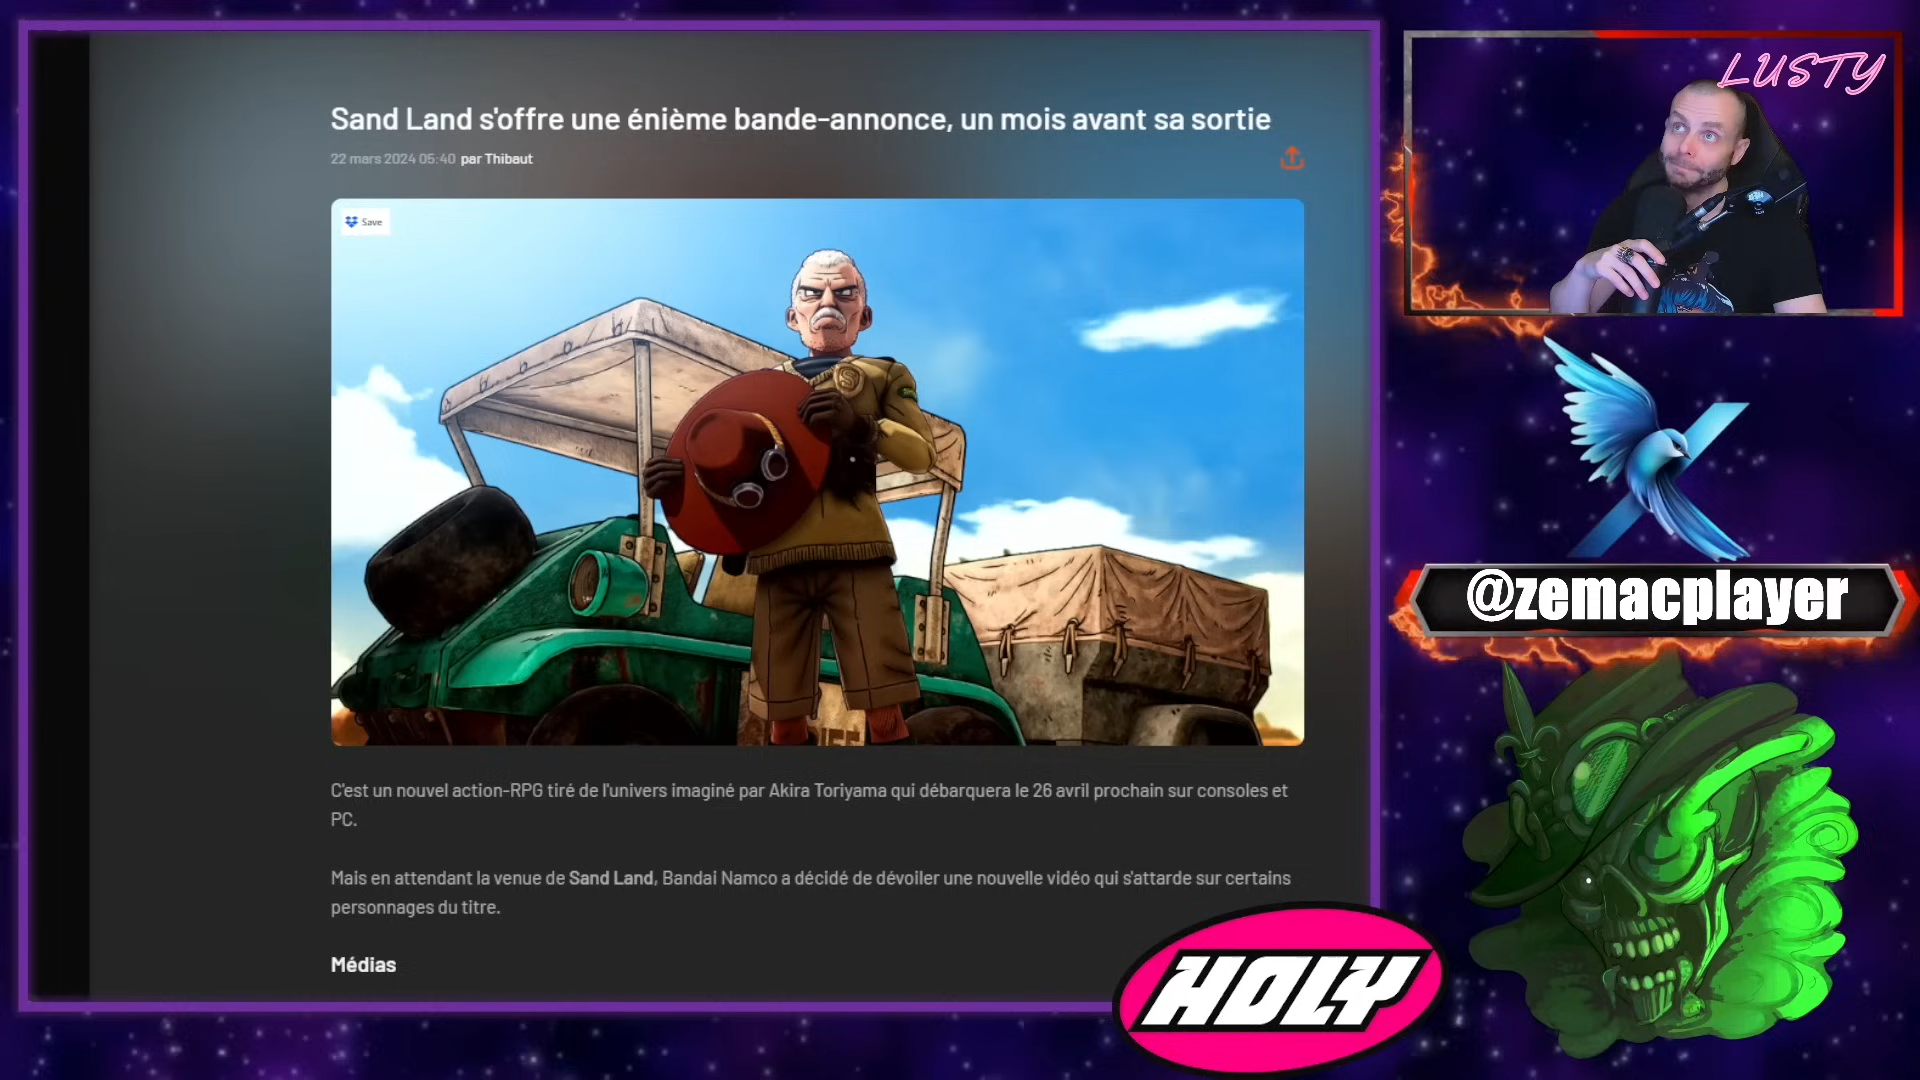 Sand Land s'offre une énième bande-annonce, un mois avant sa sortie
22 mars 2024 05:40 par Thibaut
Save
C'est un nouvel action-RPG tiré de l'univers imaginé par Akira Toriyama qui débarquera le 26 avril prochain sur consoles et
PC.
Mais en attendant la venue de Sand Land, Bandai Namco a décidé de dévoiler une nouvelle vidéo qui s'attarde sur certains
personnages du titre.
Médias
LUSTY
@zemacplayer
HOLY